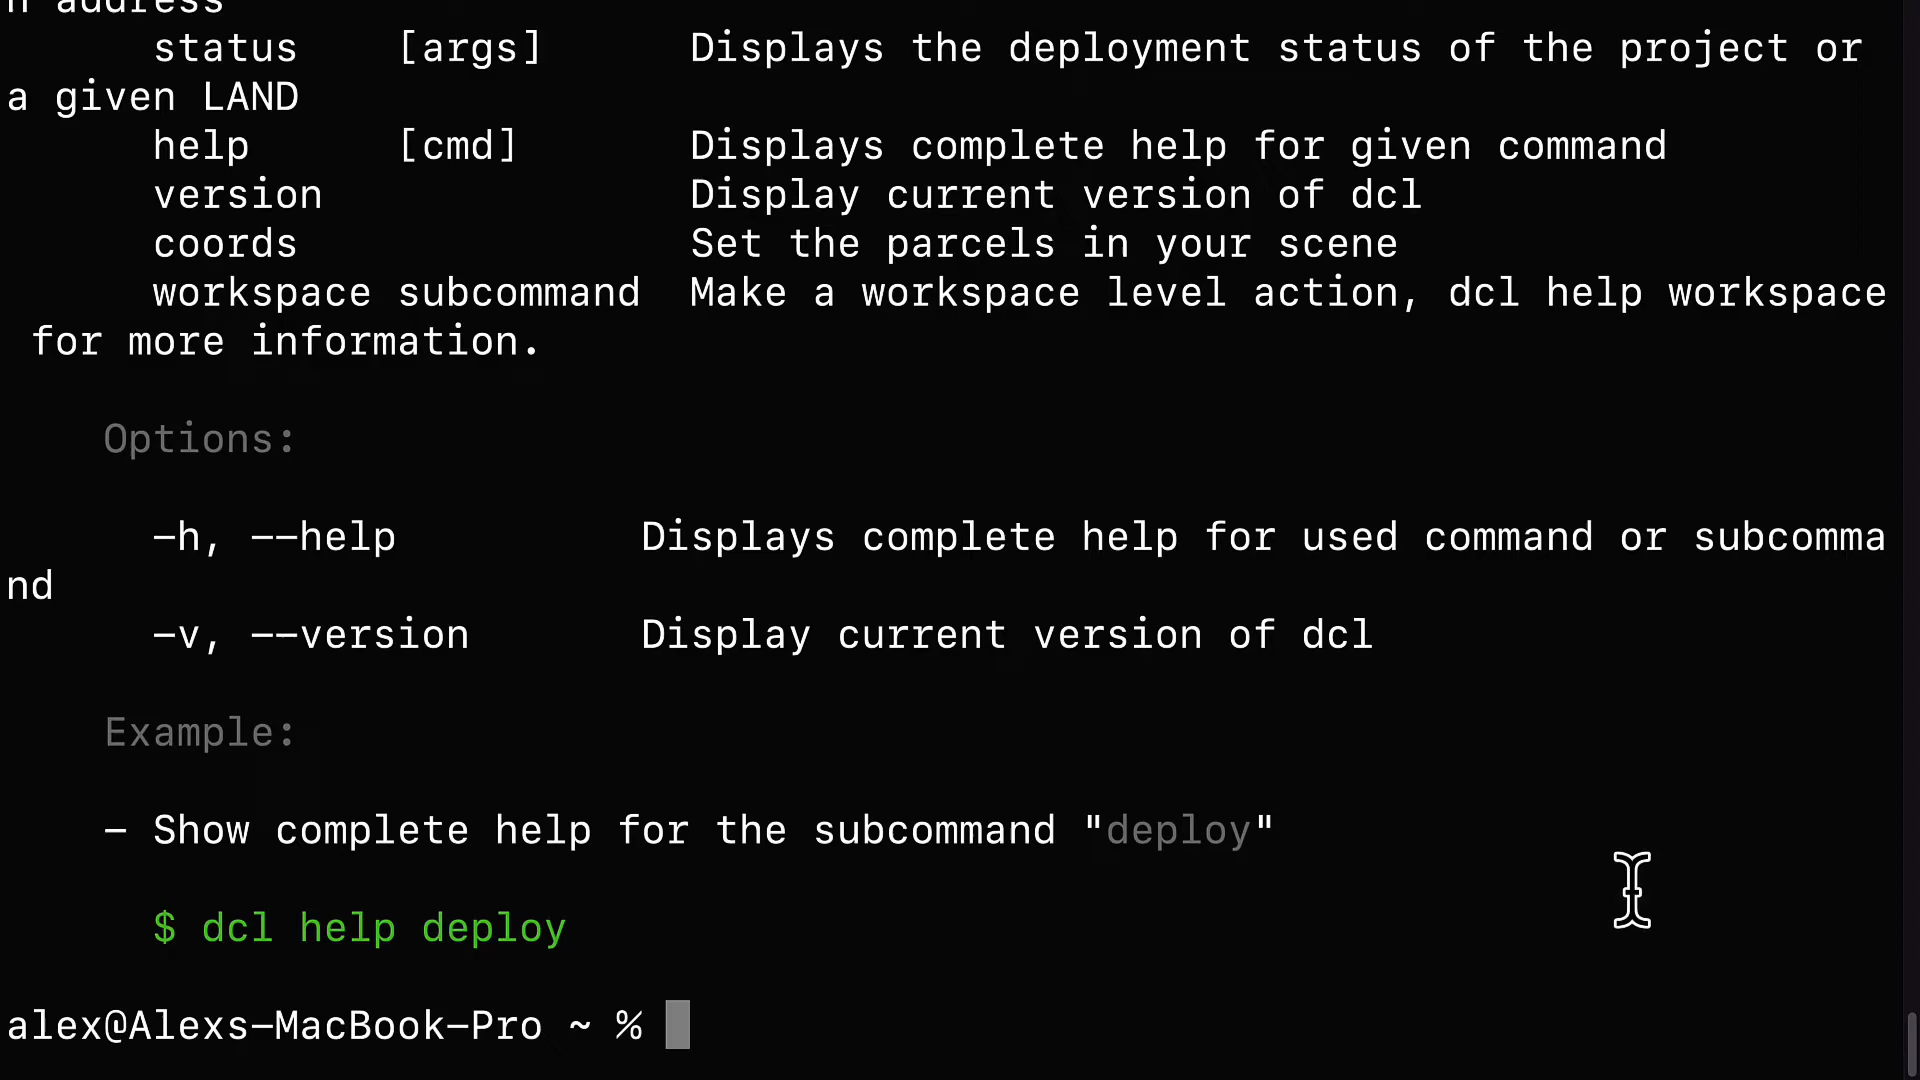 n address
status [args] Displays the deployment status of the project or
a given LAND
help [cmd] Displays complete help for given command
version Display current version of dcl
coords Set the parcels in your scene
workspace subcommand Make a workspace level action, dcl help workspace
for more information.
Options:
-h, --help Displays complete help for used command or subcomma
nd
-v, --version Display current version of dcl
Example:
- Show complete help for the subcommand "deploy"
$ dcl help deploy
alex@Alexs-MacBook-Pro ~ %